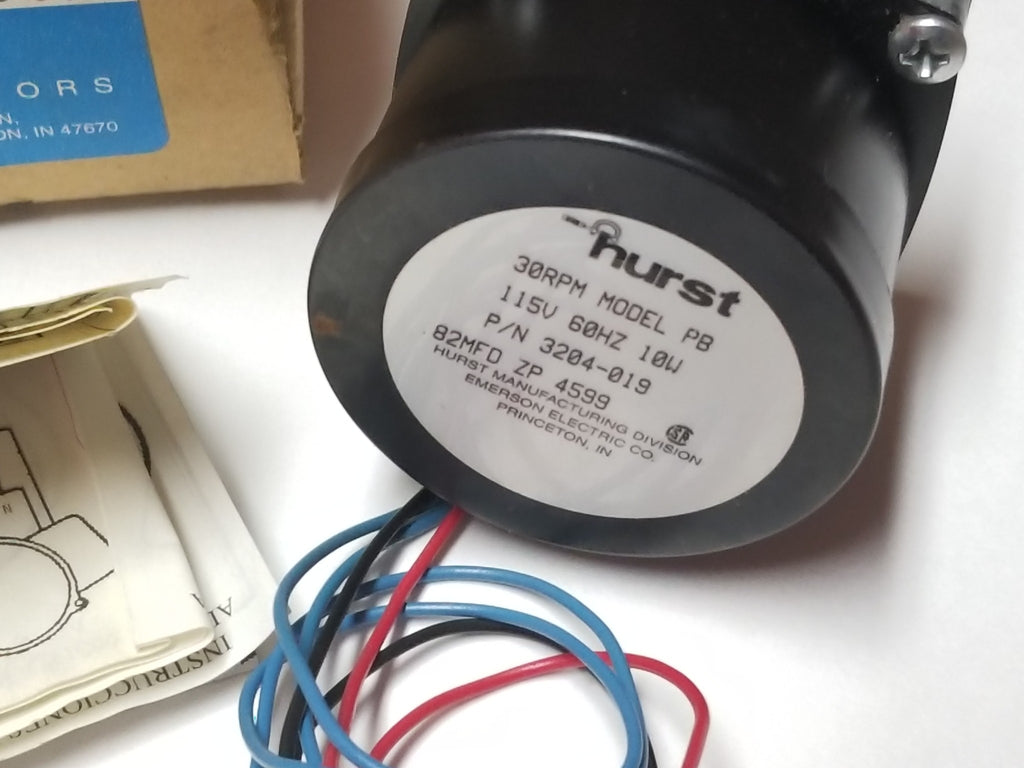 ORS
N,
ON, IN 47670
hurst
30RPM MODEL PB
115V 60HZ 10W
P/N 3204-019
82MFD ZP 4599
HURST MANUFACTURING DIVISION
EMERSON ELECTRIC CO.
PRINCETON, IN
SA
N
INSTRUCCIONES